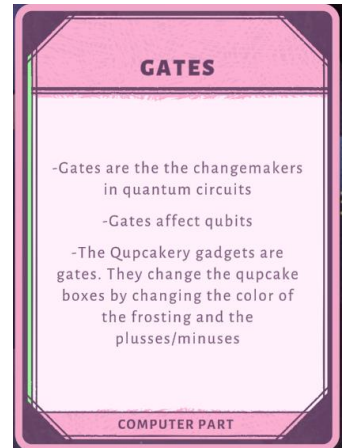 GATES
-Gates are the the changemakers
in quantum circuits
-Gates affect qubits
-The Qupcakery gadgets are
gates. They change the qupcake
boxes by changing the color of
the frosting and the
plusses/minuses
COMPUTER PART